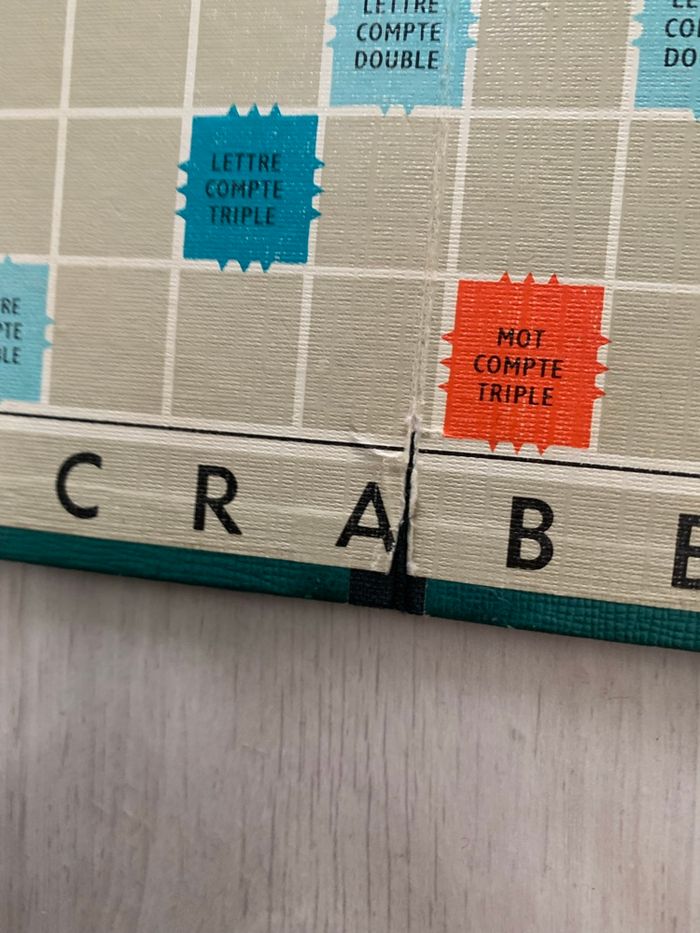 LETTRE
COMPTE
DOUBLE
LETTRE
COMPTE
TRIPLE
MOT
COMPTE
TRIPLE
C R A B